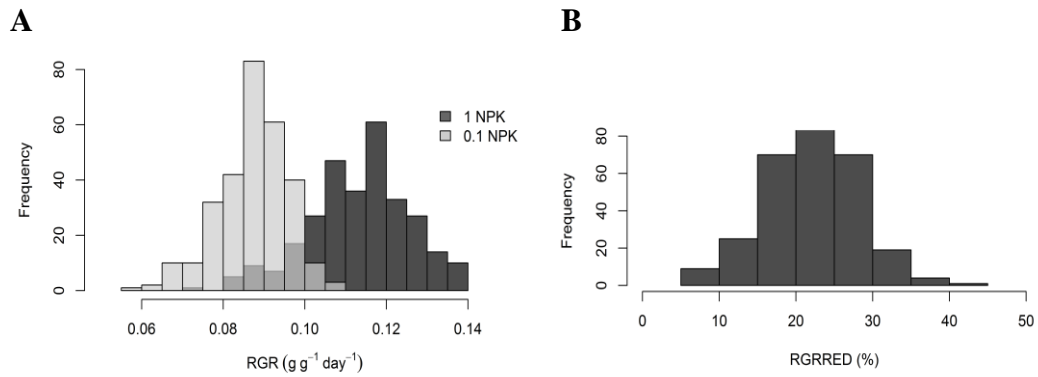 A
B
80
60
40
20
0
Frequency
1 NPK
0.1 NPK
0.06 0.08 0.10 0.12 0.14
RGR (g g⁻¹ day⁻¹)
80
60
40
20
0
Frequency
0 10 20 30 40 50
RGRRED (%)